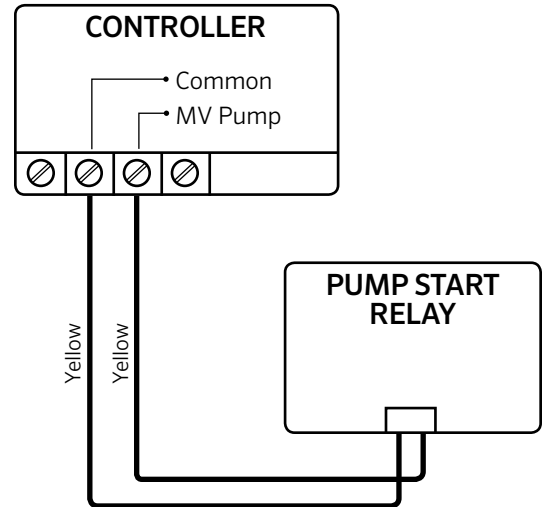 CONTROLLER
Common
MV Pump
PUMP START
RELAY
Yellow
Yellow